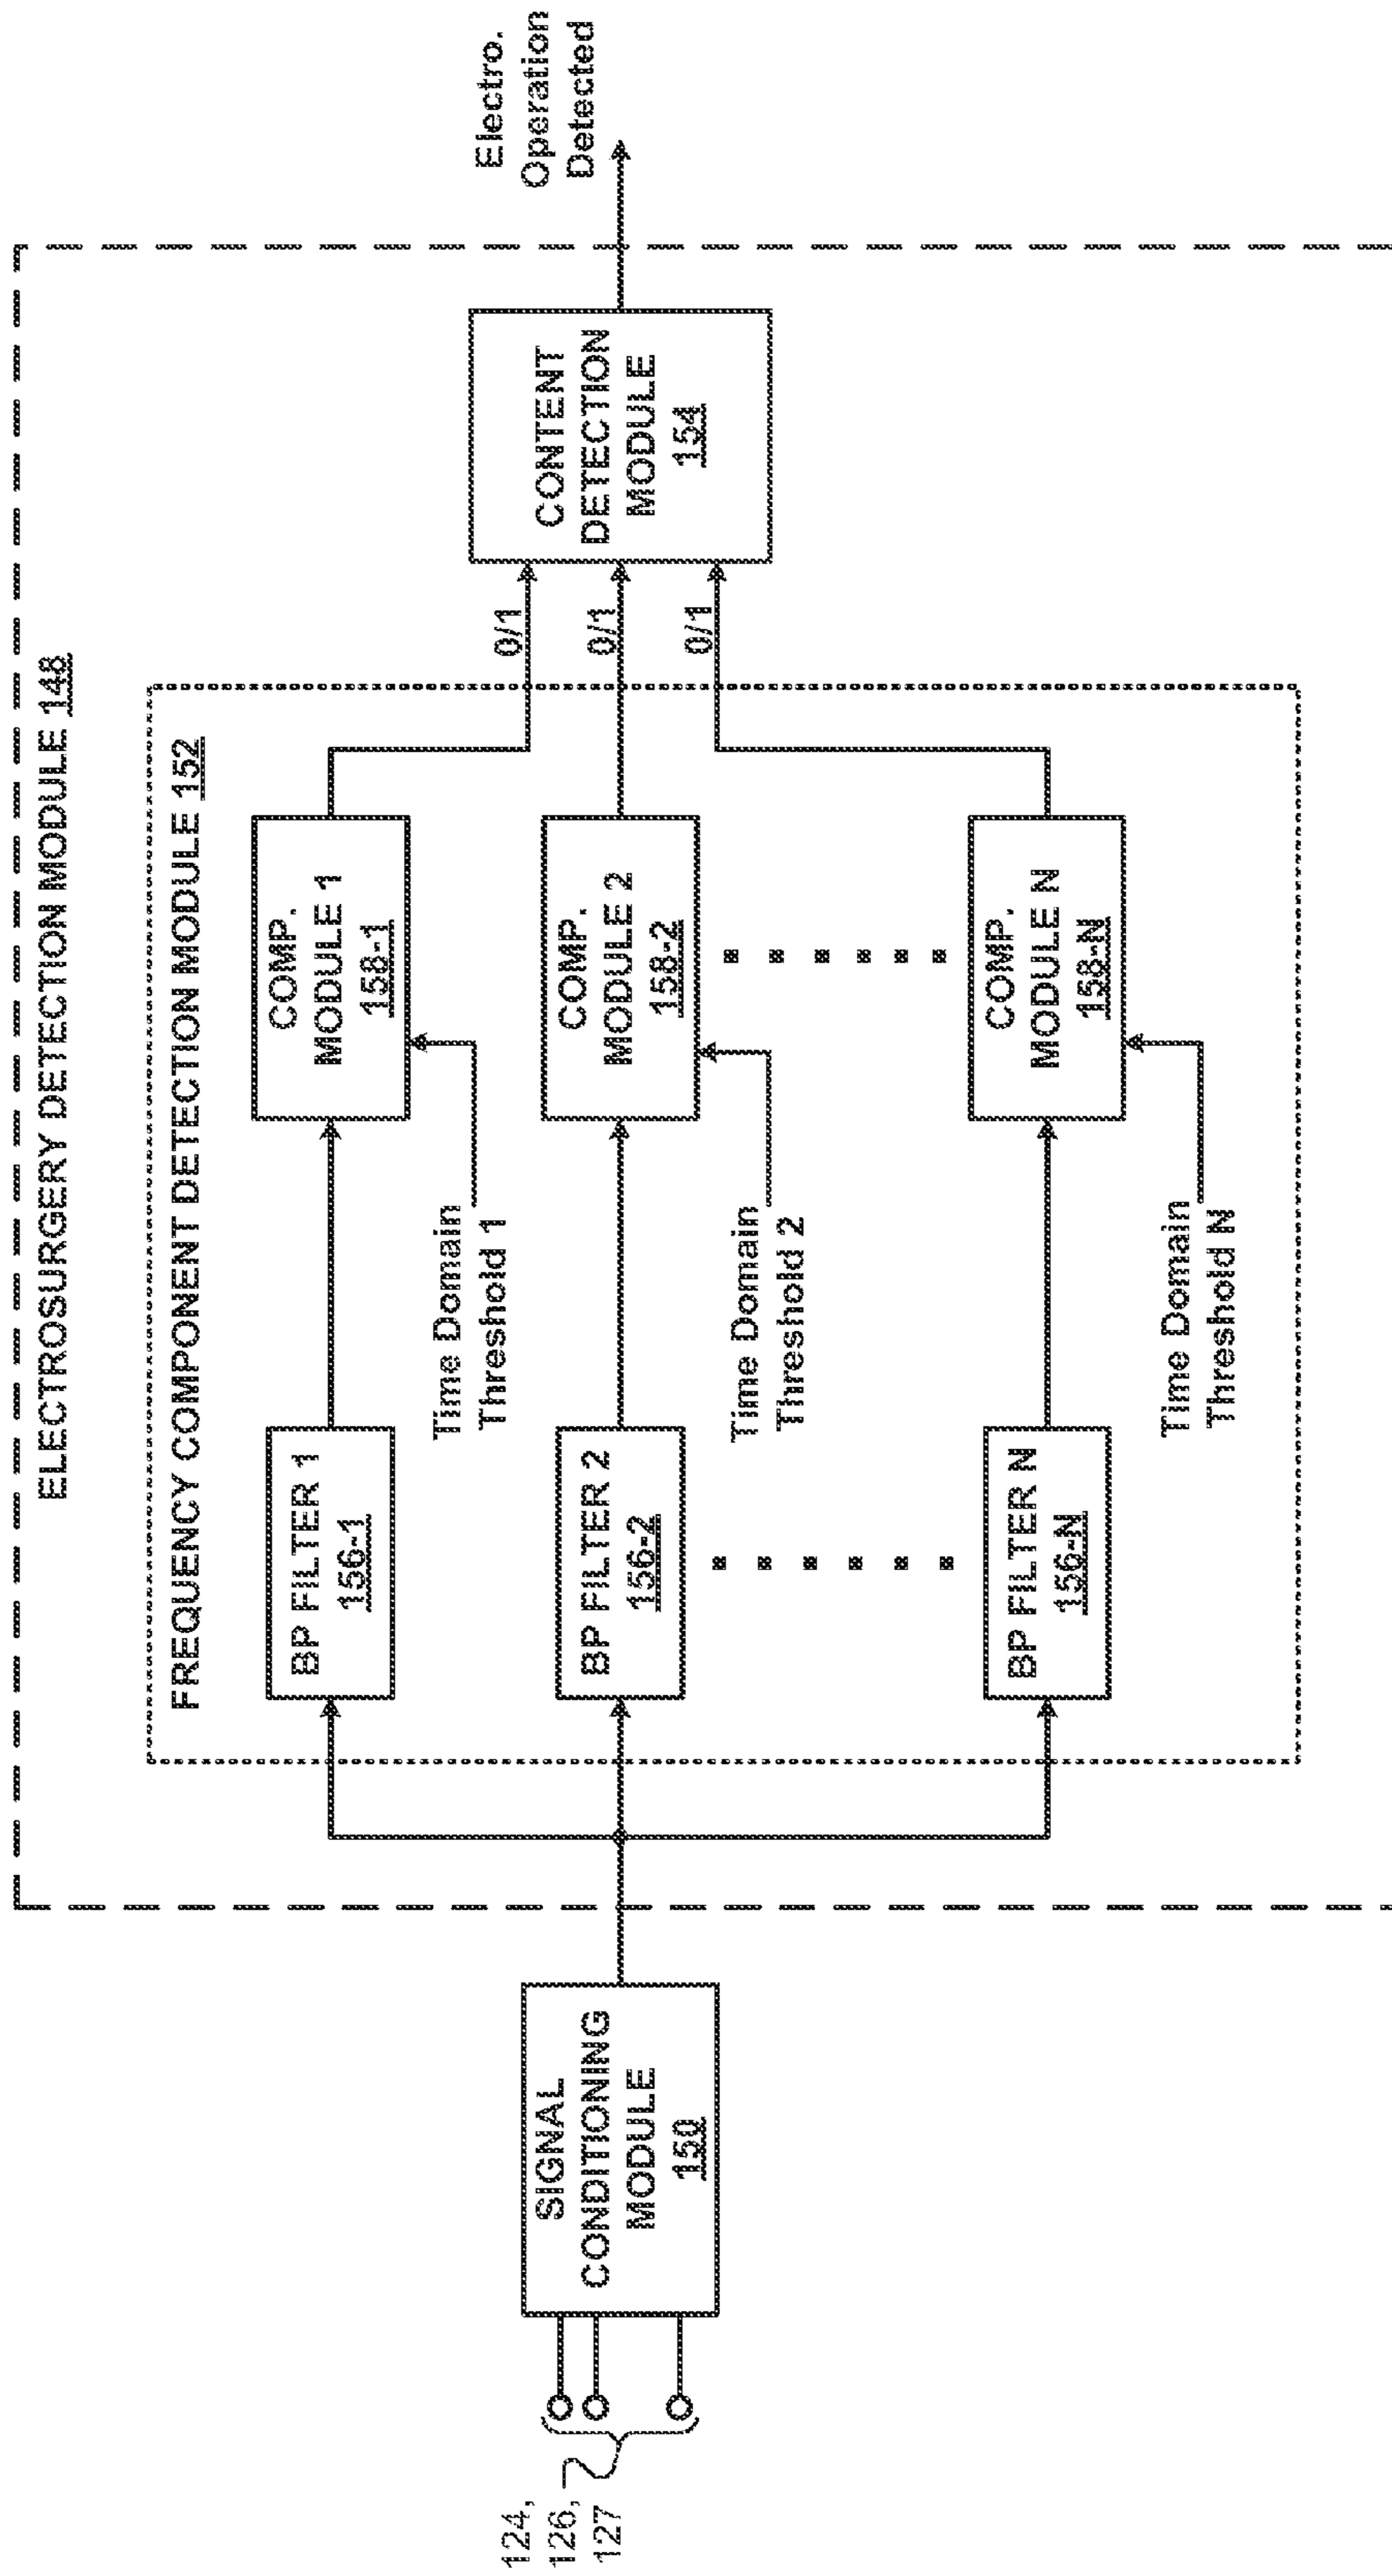 ELECTROSURGERY DETECTION MODULE 148
FREQUENCY COMPONENT DETECTION MODULE 152
124,
126,
127
SIGNAL
CONDITIONING
MODULE
150
BP FILTER 1
156-1
Time Domain
Threshold 1
COMP.
MODULE 1
158-1
BP FILTER 2
156-2
Time Domain
Threshold 2
COMP.
MODULE 2
158-2
BP FILTER N
156-N
Time Domain
Threshold N
COMP.
MODULE N
158-N
0/1
0/1
0/1
CONTENT
DETECTION
MODULE
154
Electro.
Operation
Detected